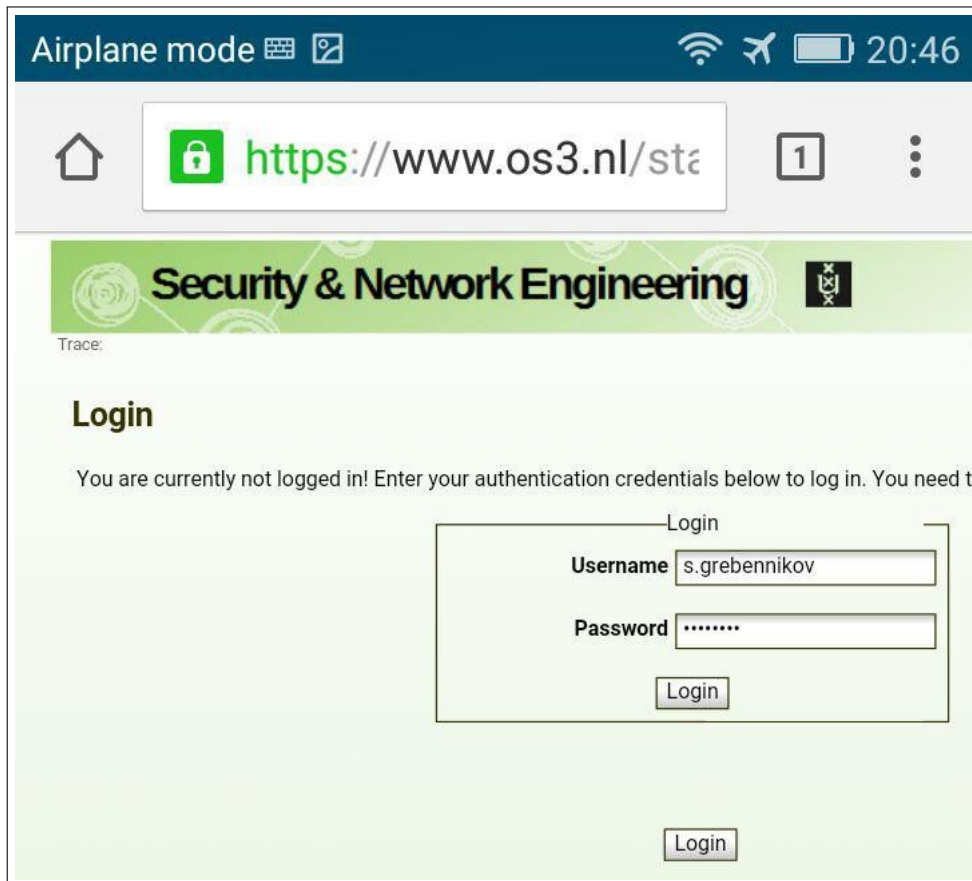 Airplane mode 20:46
https://www.os3.nl/sta 1
Security & Network Engineering
Trace:
Login
You are currently not logged in! Enter your authentication credentials below to log in. You need t
Login
Username s.grebennikov
Password ••••••••
Login
Login